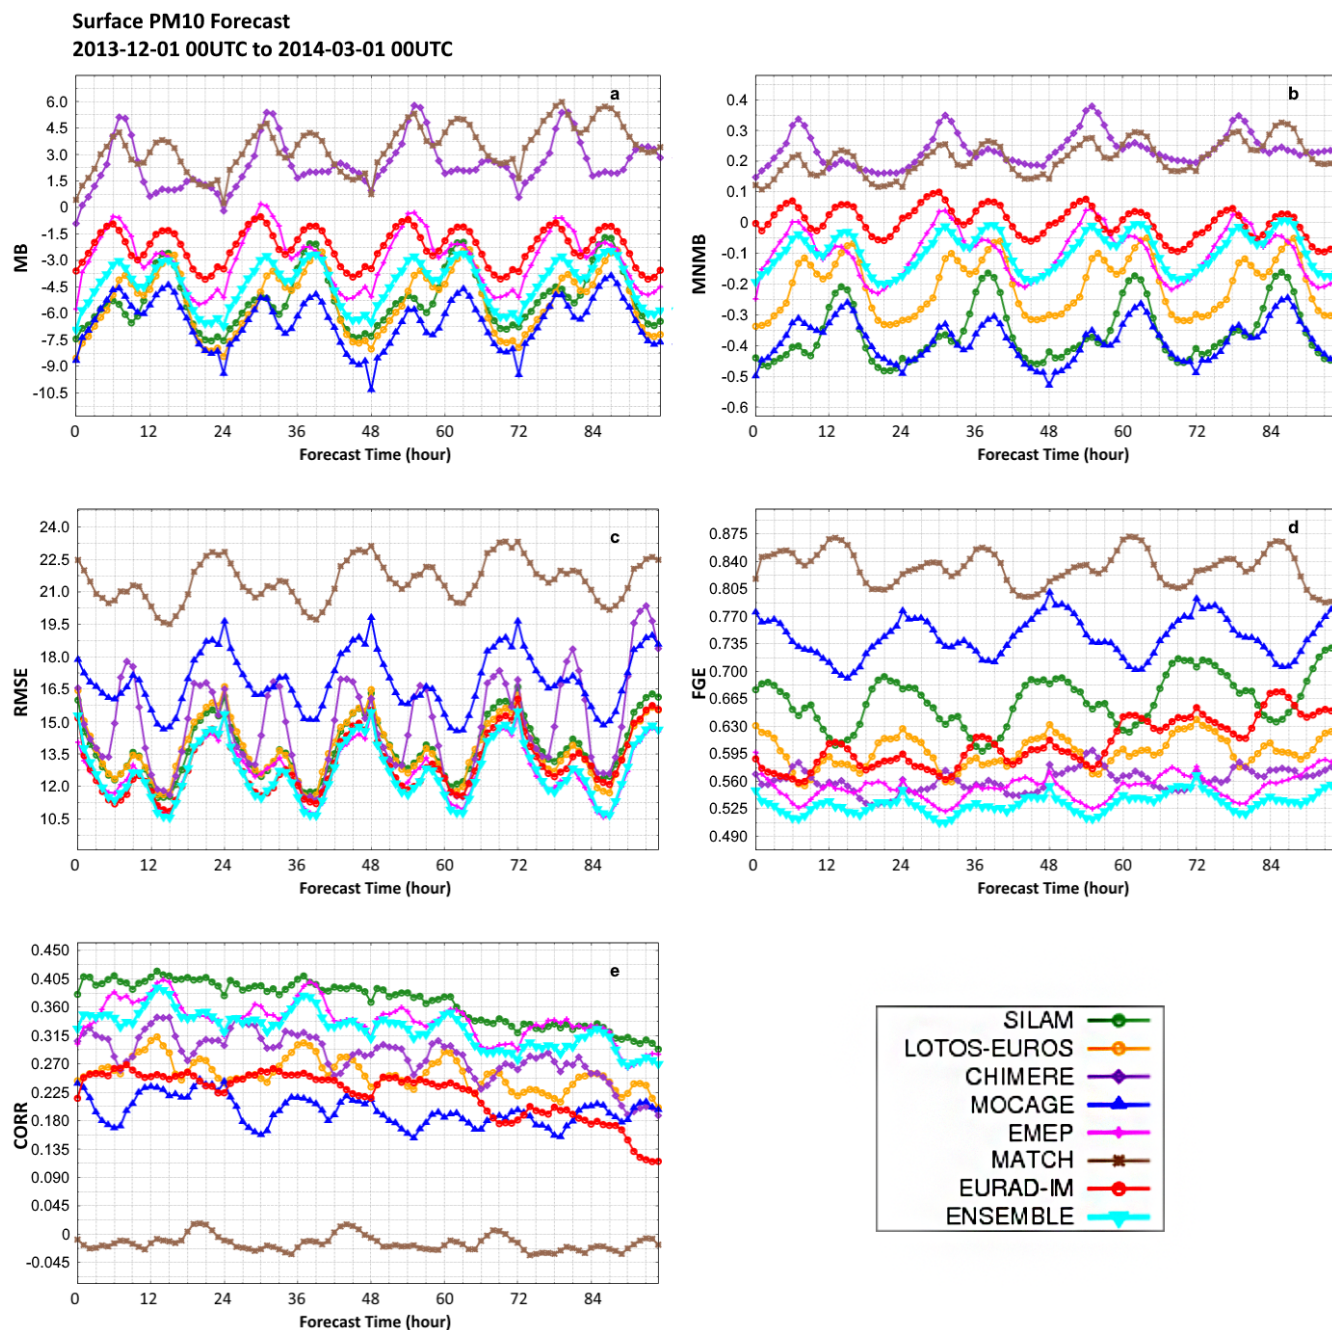 Surface PM10 Forecast
2013-12-01 00UTC to 2014-03-01 00UTC
a
6.0
4.5
3.0
1.5
0
-1.5
-3.0
-4.5
-6.0
-7.5
-9.0
-10.5
MB
0 12 24 36 48 60 72 84
Forecast Time (hour)
b
0.4
0.3
0.2
0.1
0
-0.1
-0.2
-0.3
-0.4
-0.5
-0.6
MNMB
0 12 24 36 48 60 72 84
Forecast Time (hour)
c
24.0
22.5
21.0
19.5
18.0
16.5
15.0
13.5
12.0
10.5
RMSE
0 12 24 36 48 60 72 84
Forecast Time (hour)
d
0.875
0.840
0.805
0.770
0.735
0.700
0.665
0.630
0.595
0.560
0.525
0.490
FGE
0 12 24 36 48 60 72 84
Forecast Time (hour)
e
0.450
0.405
0.360
0.315
0.270
0.225
0.180
0.135
0.090
0.045
0
-0.045
CORR
0 12 24 36 48 60 72 84
Forecast Time (hour)
SILAM
LOTOS-EUROS
CHIMERE
MOCAGE
EMEP
MATCH
EURAD-IM
ENSEMBLE